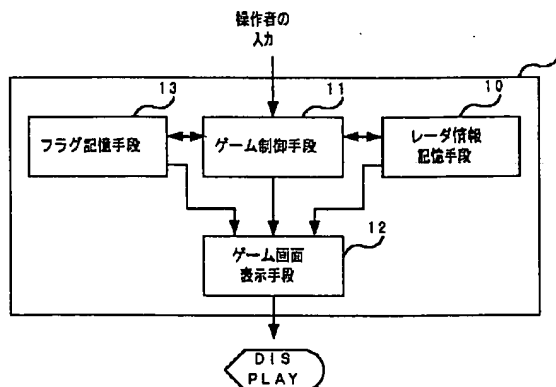 操作者の
入力
13
11
10
フラグ記憶手段
ゲーム制御手段
レーダ情報
記憶手段
12
ゲーム画面
表示手段
DIS
PLAY